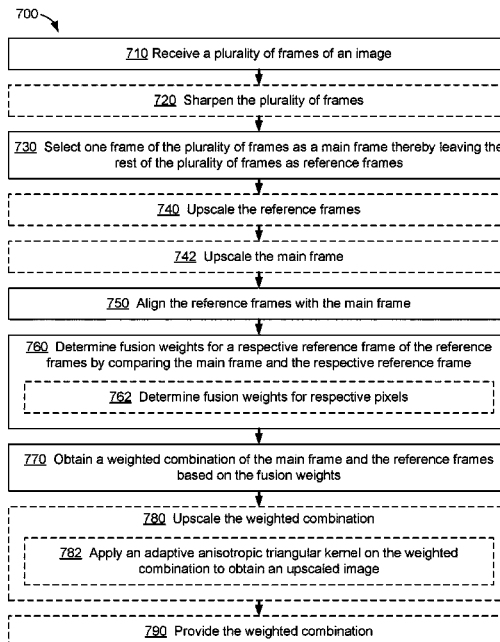 700
710 Receive a plurality of frames of an image
720 Sharpen the plurality of frames
730 Select one frame of the plurality of frames as a main frame thereby leaving the
rest of the plurality of frames as reference frames
740 Upscale the reference frames
742 Upscale the main frame
750 Align the reference frames with the main frame
760 Determine fusion weights for a respective reference frame of the reference
frames by comparing the main frame and the respective reference frame
762 Determine fusion weights for respective pixels
770 Obtain a weighted combination of the main frame and the reference frames
based on the fusion weights
780 Upscale the weighted combination
782 Apply an adaptive anisotropic triangular kernel on the weighted
combination to obtain an upscaled image
790 Provide the weighted combination